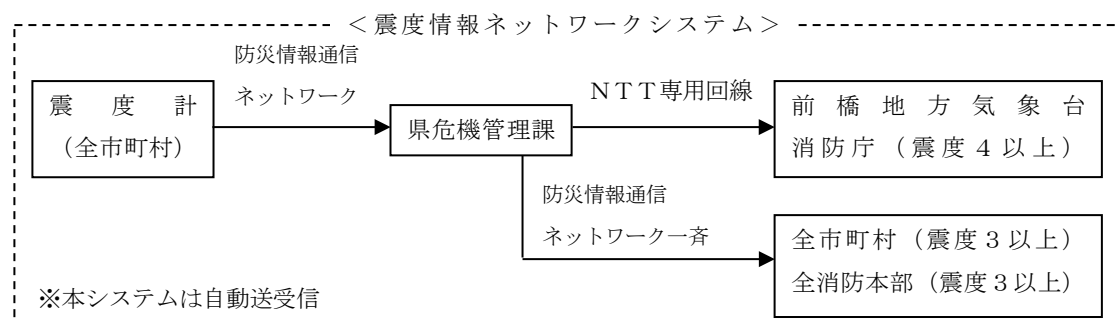 ＜震度情報ネットワークシステム＞
防災情報通信
ネットワーク
震度計
（全市町村）
県危機管理課
ＮＴＴ専用回線
前橋地方気象台
消防庁（震度４以上）
防災情報通信
ネットワーク一斉
全市町村（震度３以上）
全消防本部（震度３以上）
※本システムは自動送受信